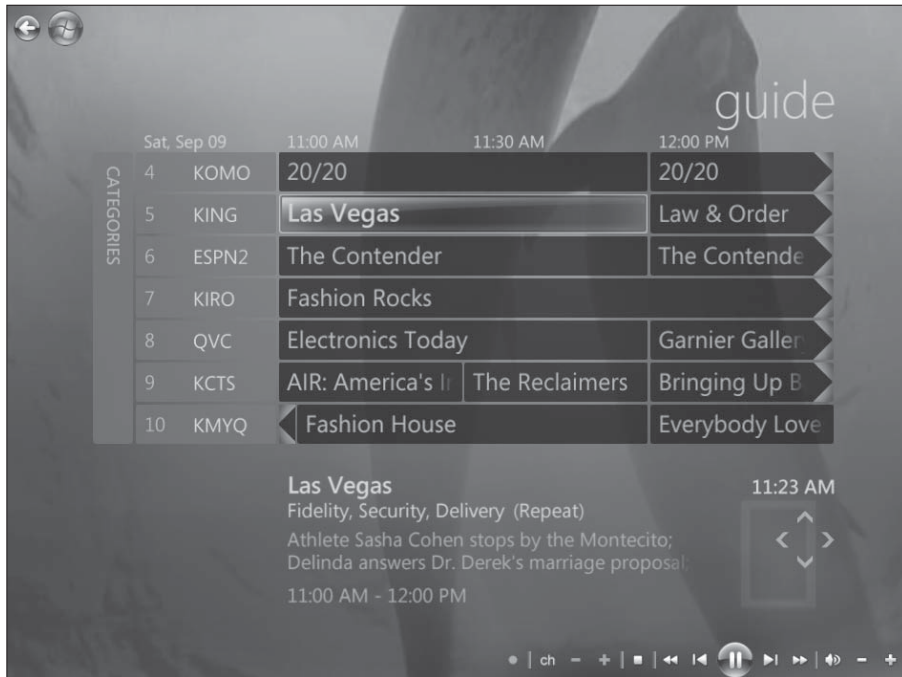 guide
Sat, Sep 09 11:00 AM 11:30 AM 12:00 PM
CATEGORIES
4 KOMO 20/20 20/20
5 KING Las Vegas Law & Order
6 ESPN2 The Contender The Contende
7 KIRO Fashion Rocks
8 QVC Electronics Today Garnier Galler
9 KCTS AIR: America's In The Reclaimers Bringing Up B
10 KMYQ Fashion House Everybody Love
Las Vegas 11:23 AM
Fidelity, Security, Delivery (Repeat)
Athlete Sasha Cohen stops by the Montecito;
Delinda answers Dr. Derek's marriage proposal;
11:00 AM - 12:00 PM
ch